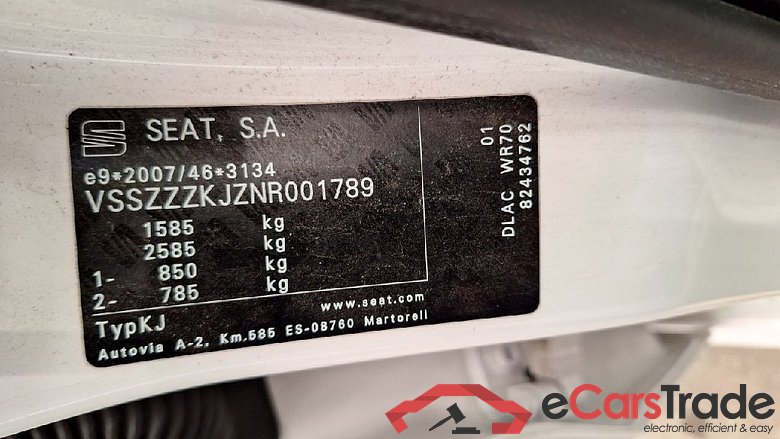 SEAT, S.A.
e9*2007/46*3134
VSSZZZKJZNR001789
1585 kg
2585 kg
1- 850 kg
2- 785 kg
www.seat.com
TypKJ
Autovia A-2, Km.585 ES-08760 Martorell
01
DLAC WR70
82434762
eCarsTrade
electronic, efficient & easy